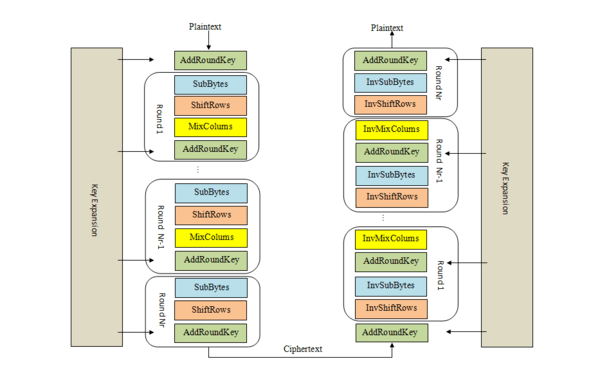 Plaintext
Key Expansion
AddRoundKey
Round 1
SubBytes
ShiftRows
MixColums
AddRoundKey
...
Round Nr-1
SubBytes
ShiftRows
MixColums
AddRoundKey
Round Nr
SubBytes
ShiftRows
AddRoundKey
Ciphertext
Plaintext
AddRoundKey
InvSubBytes
InvShiftRows
Round Nr
InvMixColums
AddRoundKey
InvSubBytes
InvShiftRows
Round Nr-1
...
InvMixColums
AddRoundKey
InvSubBytes
InvShiftRows
Round 1
AddRoundKey
Key Expansion